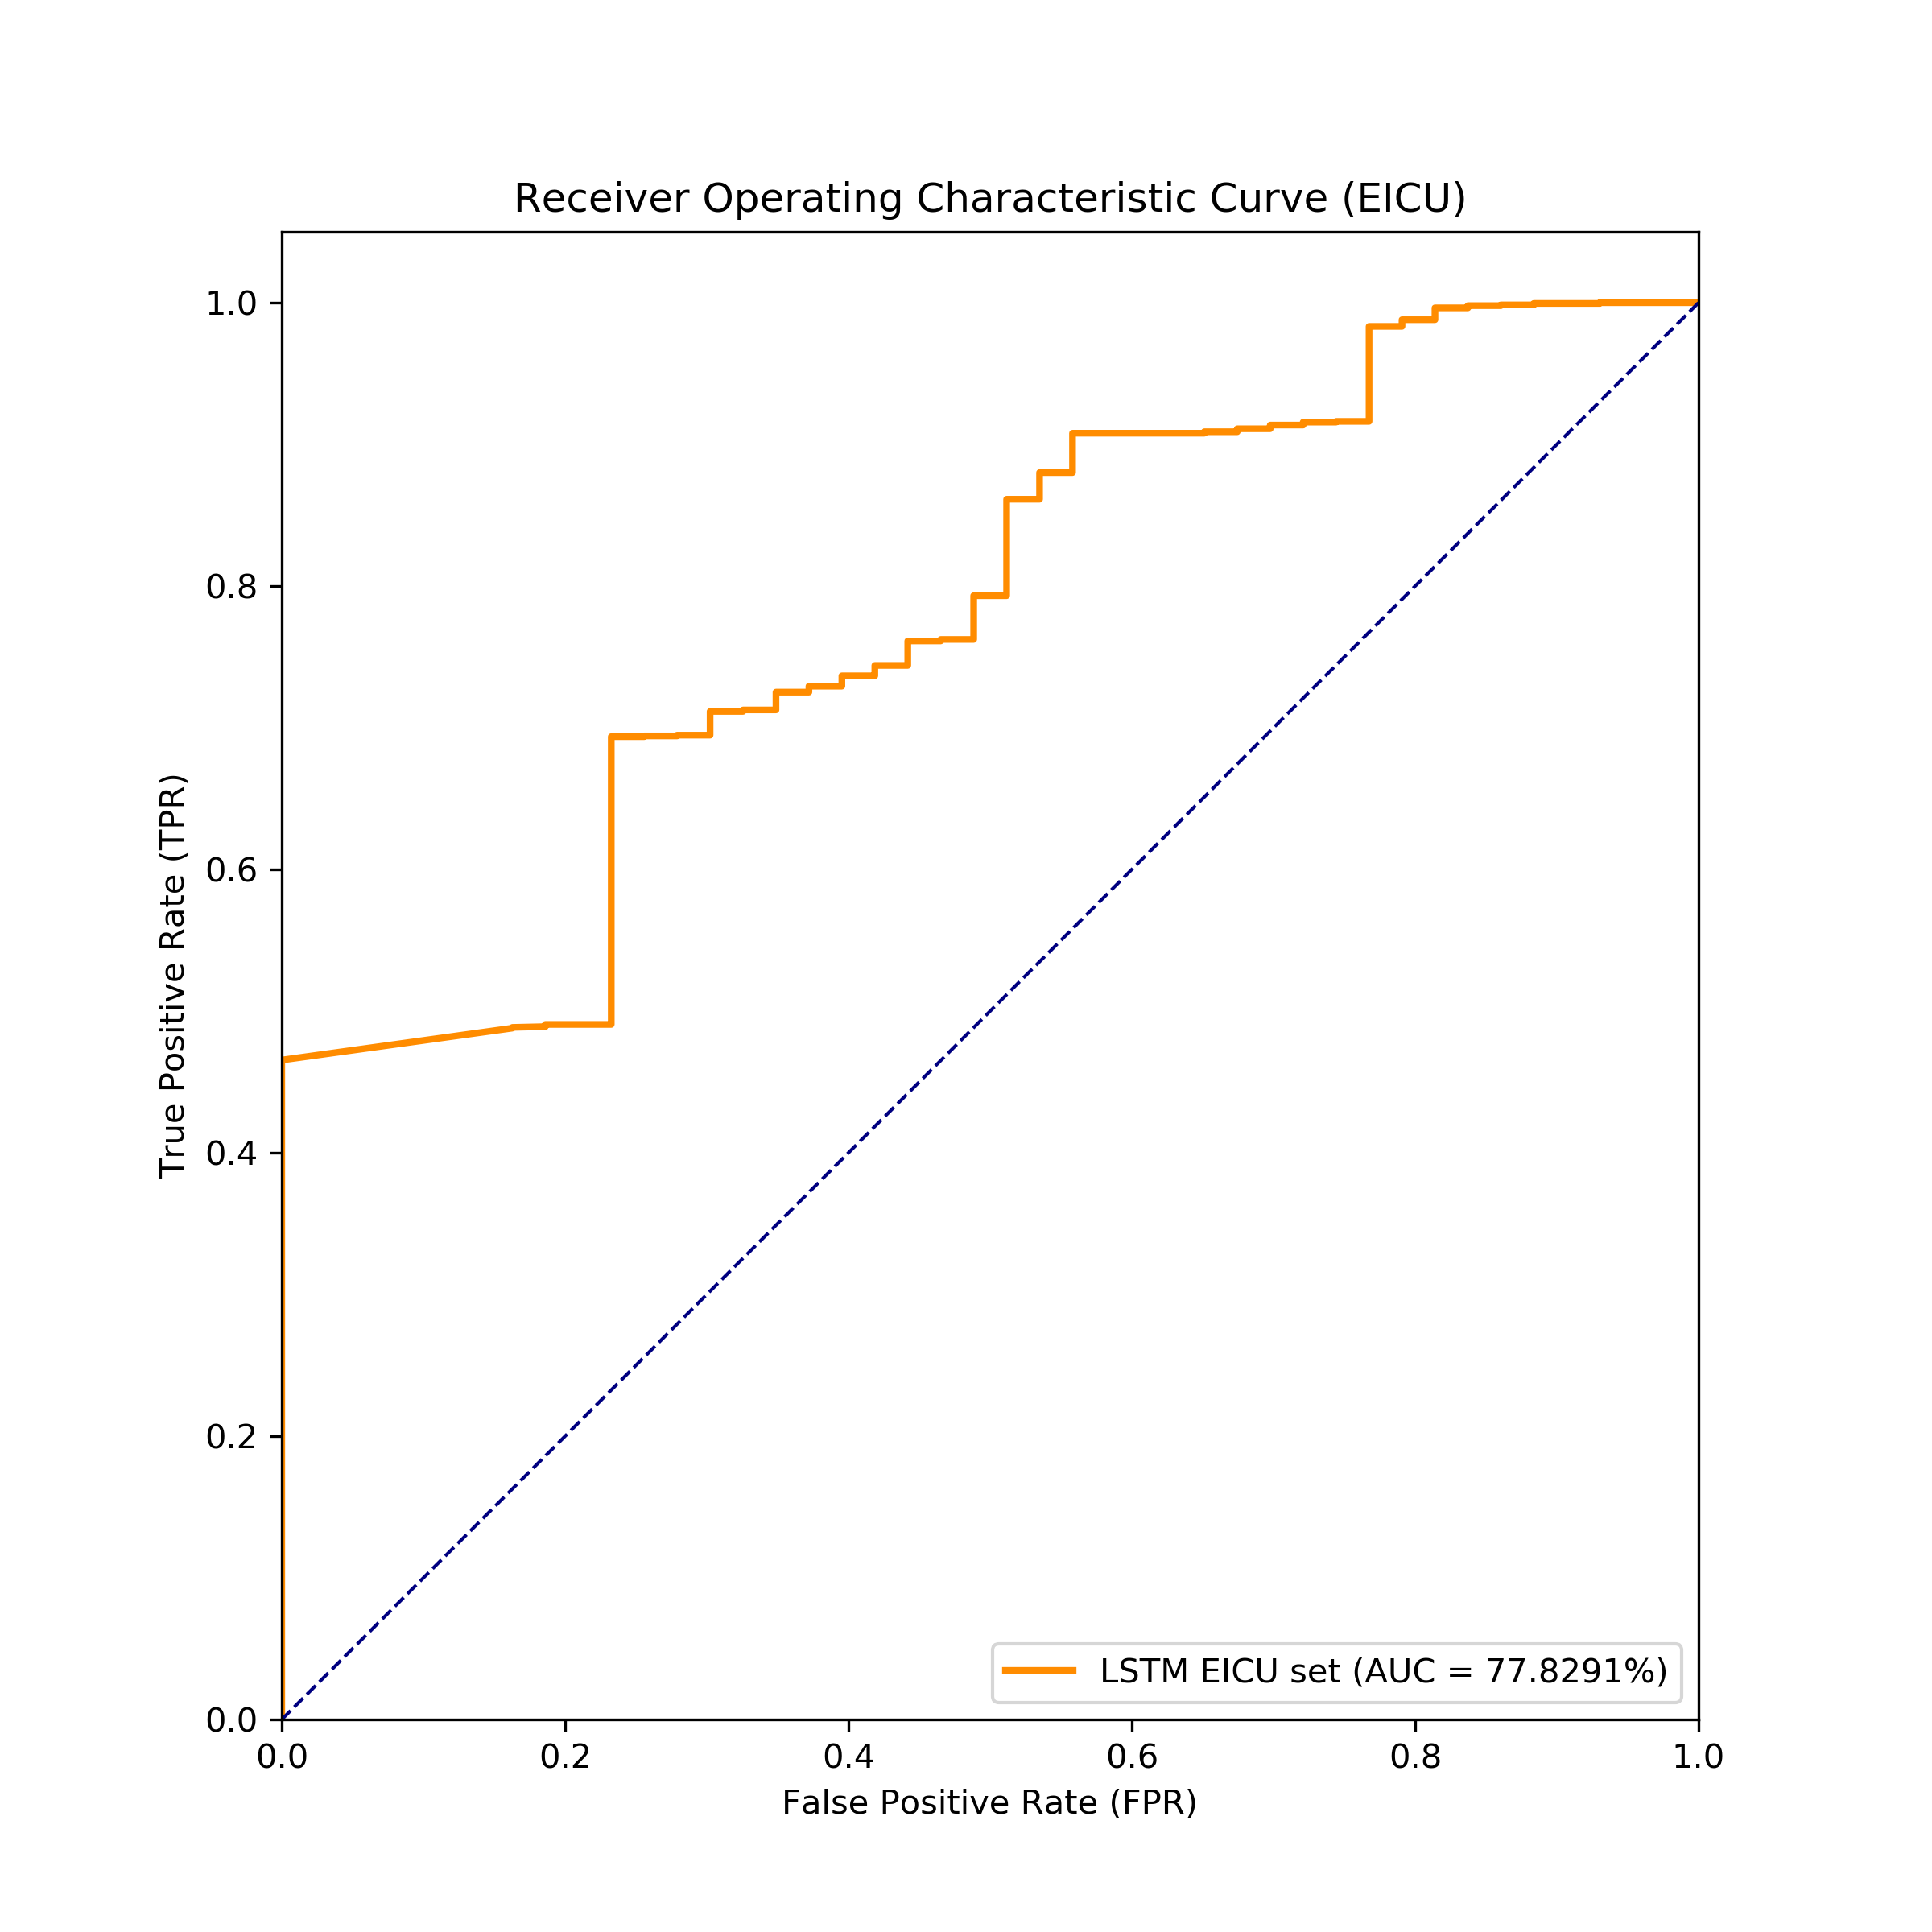 Receiver Operating Characteristic Curve (EICU)
1.0
0.8
0.6
0.4
0.2
0.0
True Positive Rate (TPR)
LSTM EICU set (AUC = 77.8291%)
0.0 0.2 0.4 0.6 0.8 1.0
False Positive Rate (FPR)